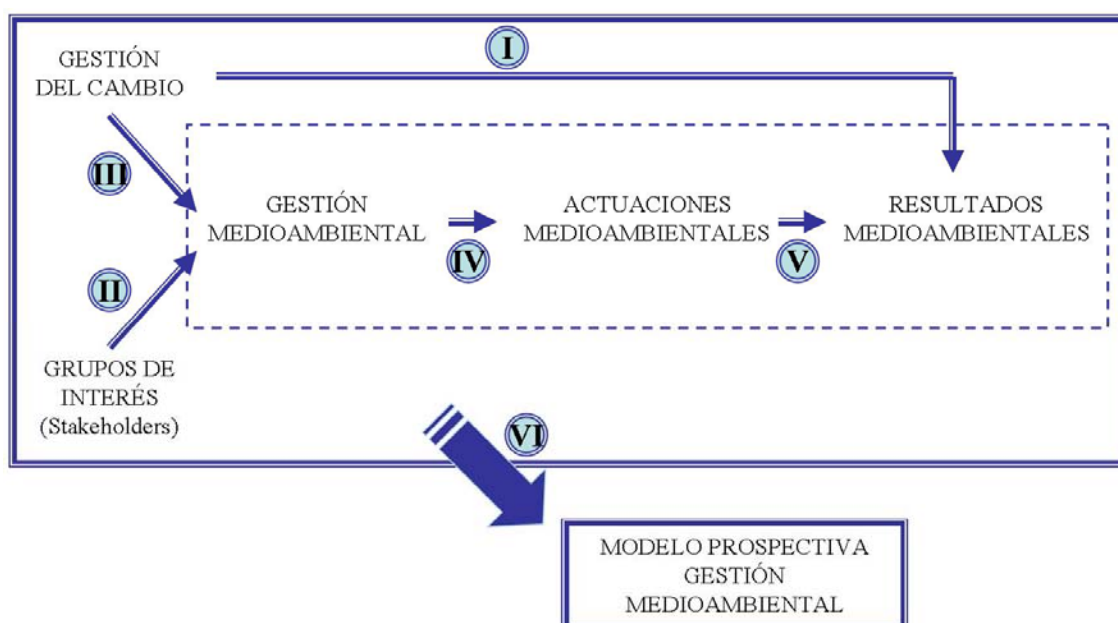 I
GESTIÓN
DEL CAMBIO
III
GESTIÓN
MEDIOAMBIENTAL
IV
ACTUACIONES
MEDIOAMBIENTALES
V
RESULTADOS
MEDIOAMBIENTALES
II
GRUPOS DE
INTERÉS
(Stakeholders)
VI
MODELO PROSPECTIVA
GESTIÓN
MEDIOAMBIENTAL